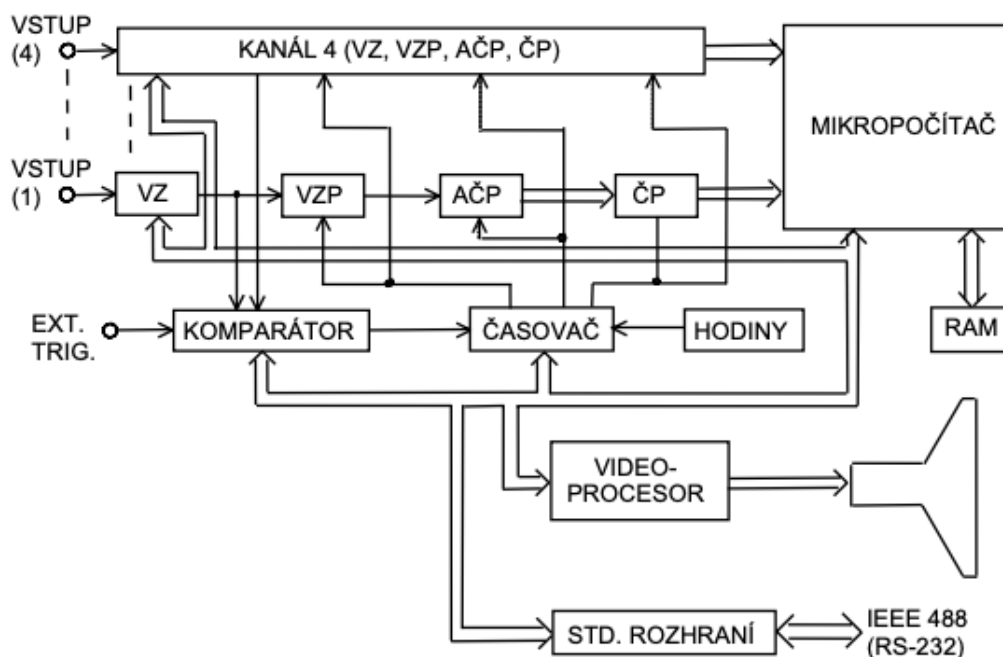 VSTUP
(4)
KANÁL 4 (VZ, VZP, AČP, ČP)
MIKROPOČÍTAČ
VSTUP
(1)
VZ
VZP
AČP
ČP
EXT.
TRIG.
KOMPARÁTOR
ČASOVAČ
HODINY
RAM
VIDEO-
PROCESOR
STD. ROZHRANÍ
IEEE 488
(RS-232)